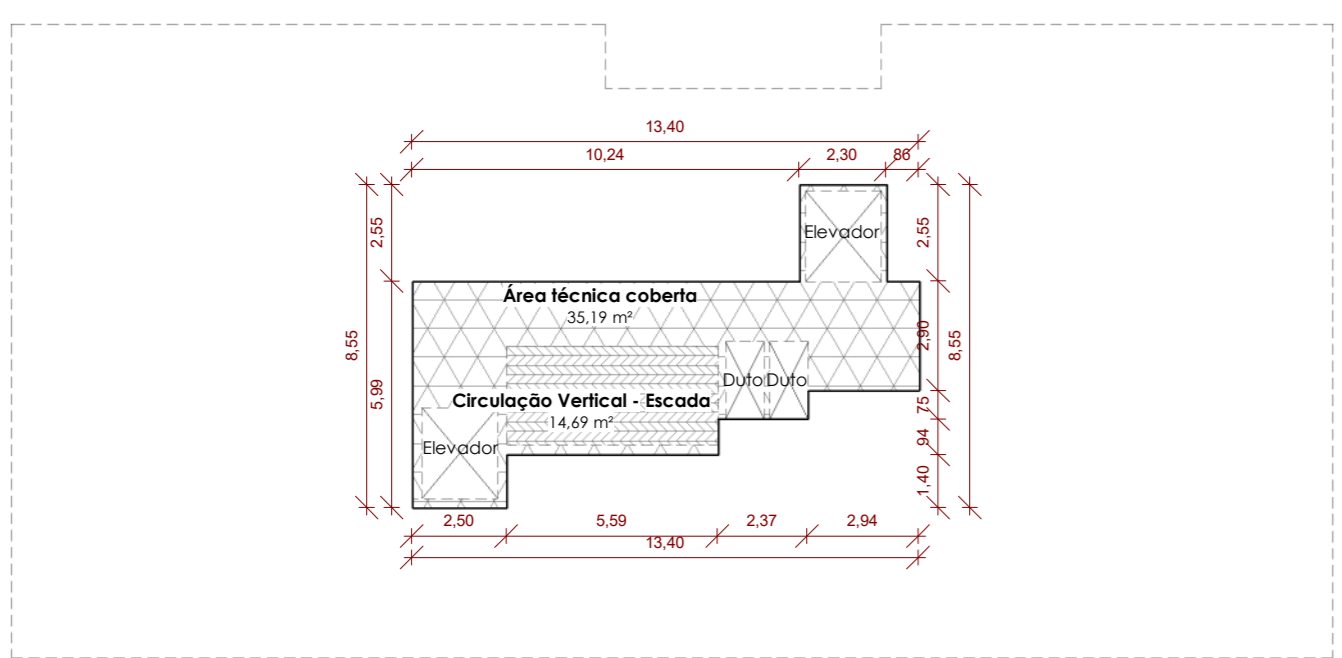 13,40
10,24
2,30
86
2,55
2,55
Elevador
Área técnica coberta
35,19 m²
8,55
5,99
2,90
8,55
Duto
Duto
Circulação Vertical - Escada
14,69 m²
75
94
Elevador
1,40
2,50
5,59
2,37
2,94
13,40